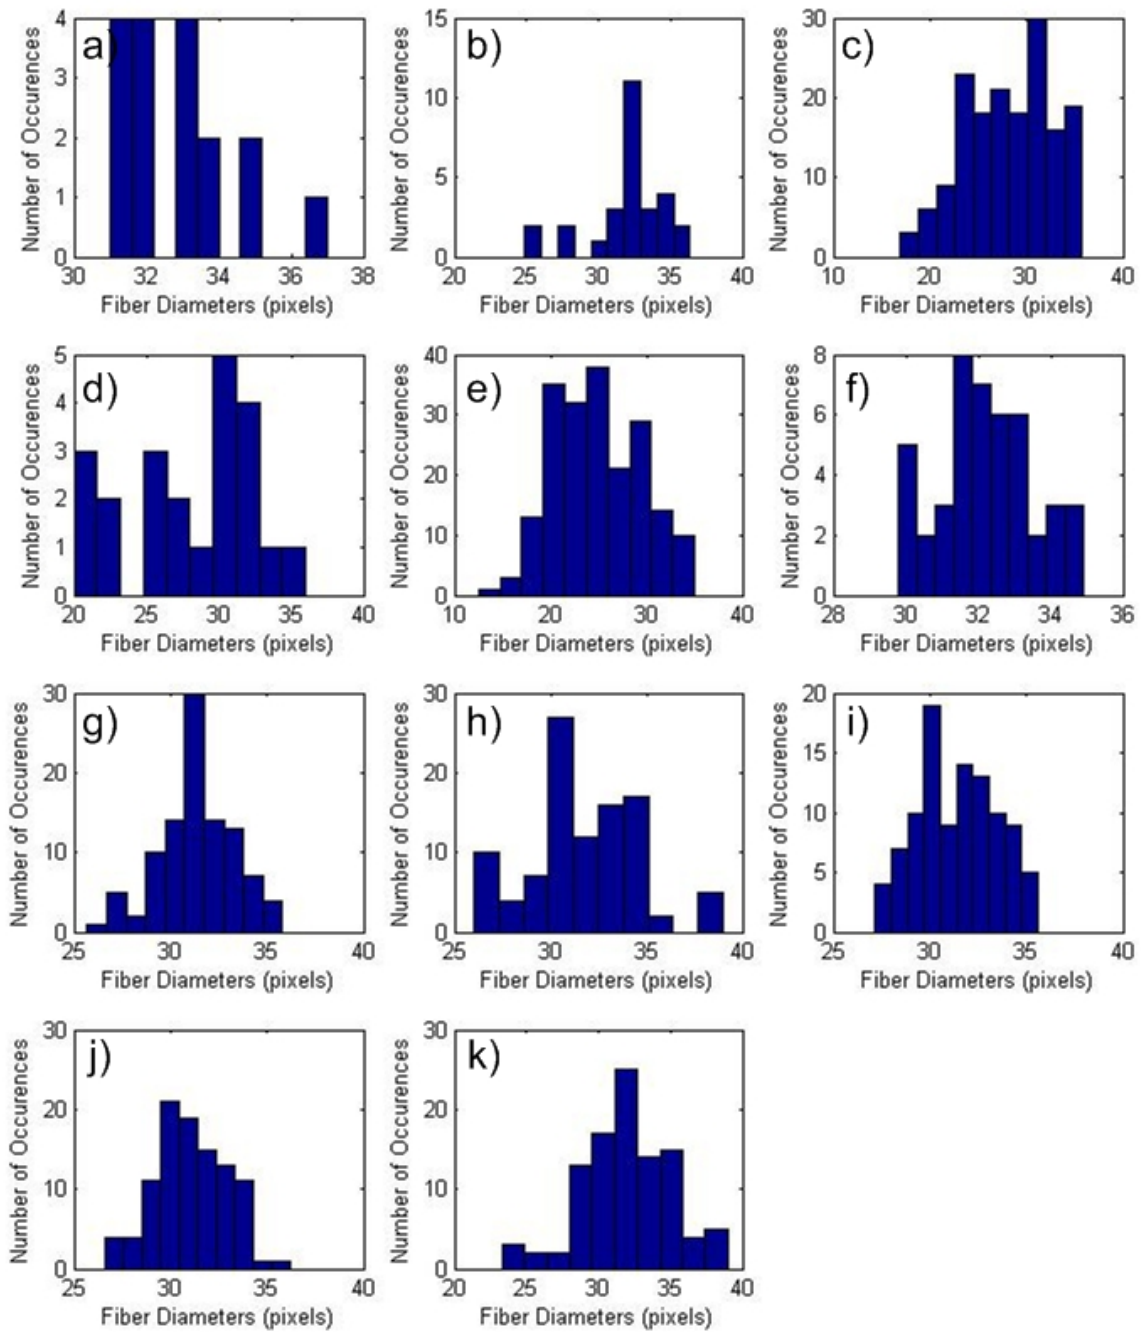 a)
Number of Occurences
4
3
2
1
0
30 32 34 36 38
Fiber Diameters (pixels)
b)
Number of Occurences
15
10
5
0
20 25 30 35 40
Fiber Diameters (pixels)
c)
Number of Occurences
30
20
10
0
10 20 30 40
Fiber Diameters (pixels)
d)
Number of Occurences
5
4
3
2
1
0
20 25 30 35 40
Fiber Diameters (pixels)
e)
Number of Occurences
40
30
20
10
0
10 20 30 40
Fiber Diameters (pixels)
f)
Number of Occurences
8
6
4
2
0
28 30 32 34 36
Fiber Diameters (pixels)
g)
Number of Occurences
30
20
10
0
25 30 35 40
Fiber Diameters (pixels)
h)
Number of Occurences
30
20
10
0
25 30 35 40
Fiber Diameters (pixels)
i)
Number of Occurences
20
15
10
5
0
25 30 35 40
Fiber Diameters (pixels)
j)
Number of Occurences
30
20
10
0
25 30 35 40
Fiber Diameters (pixels)
k)
Number of Occurences
30
20
10
0
20 25 30 35 40
Fiber Diameters (pixels)